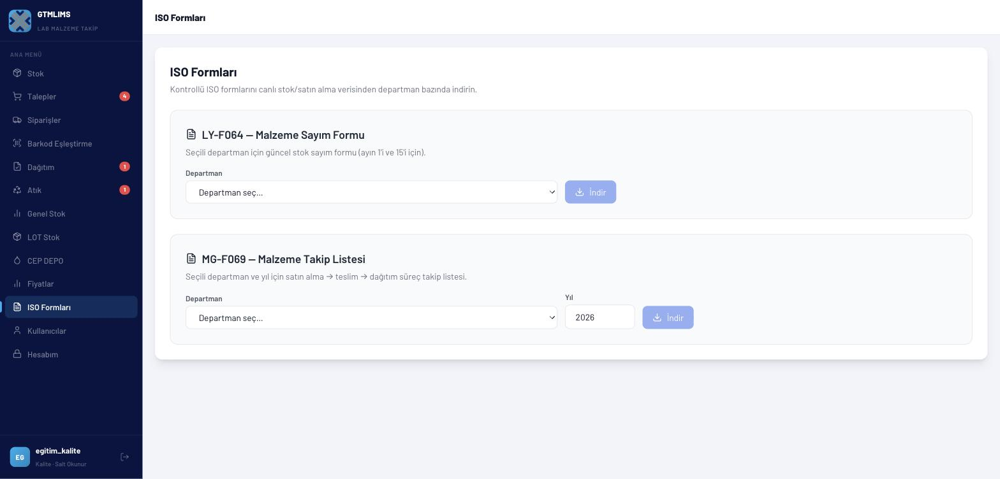 GTMLIMS
LAB MALZEME TAKİP
ANA MENÜ
Stok
Talepler 4
Siparişler
Barkod Eşleştirme
Dağıtım 1
Atık 1
Genel Stok
LOT Stok
CEP DEPO
Fiyatlar
ISO Formları
Kullanıcılar
Hesabım
EG
egitim_kalite
Kalite · Salt Okunur
ISO Formları
ISO Formları
Kontrollü ISO formlarını canlı stok/satın alma verisinden departman bazında indirin.
LY-F064 — Malzeme Sayım Formu
Seçili departman için güncel stok sayım formu (ayın 1'i ve 15'i için).
Departman
Departman seç... İndir
MG-F069 — Malzeme Takip Listesi
Seçili departman ve yıl için satın alma → teslim → dağıtım süreç takip listesi.
Departman Yıl
Departman seç... 2026 İndir